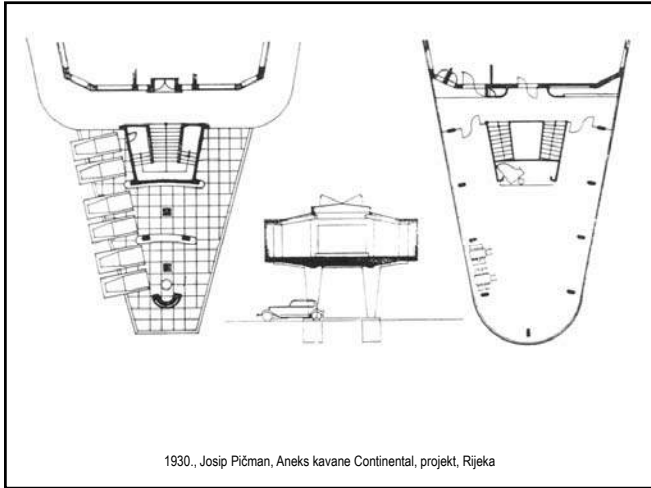 1930., Josip Pičman, Aneks kavane Continental, projekt, Rijeka